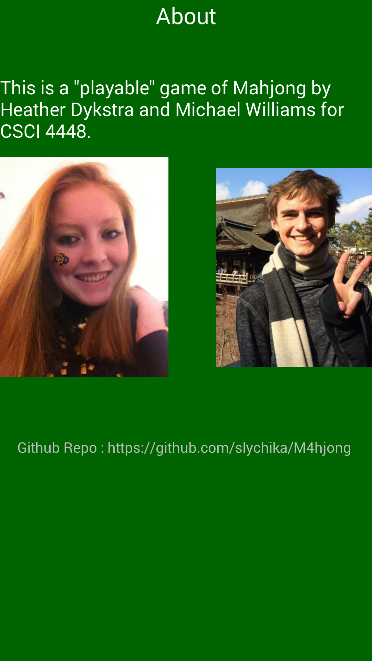 About
This is a "playable" game of Mahjong by
Heather Dykstra and Michael Williams for
CSCI 4448.
Github Repo : https://github.com/slychika/M4hjong